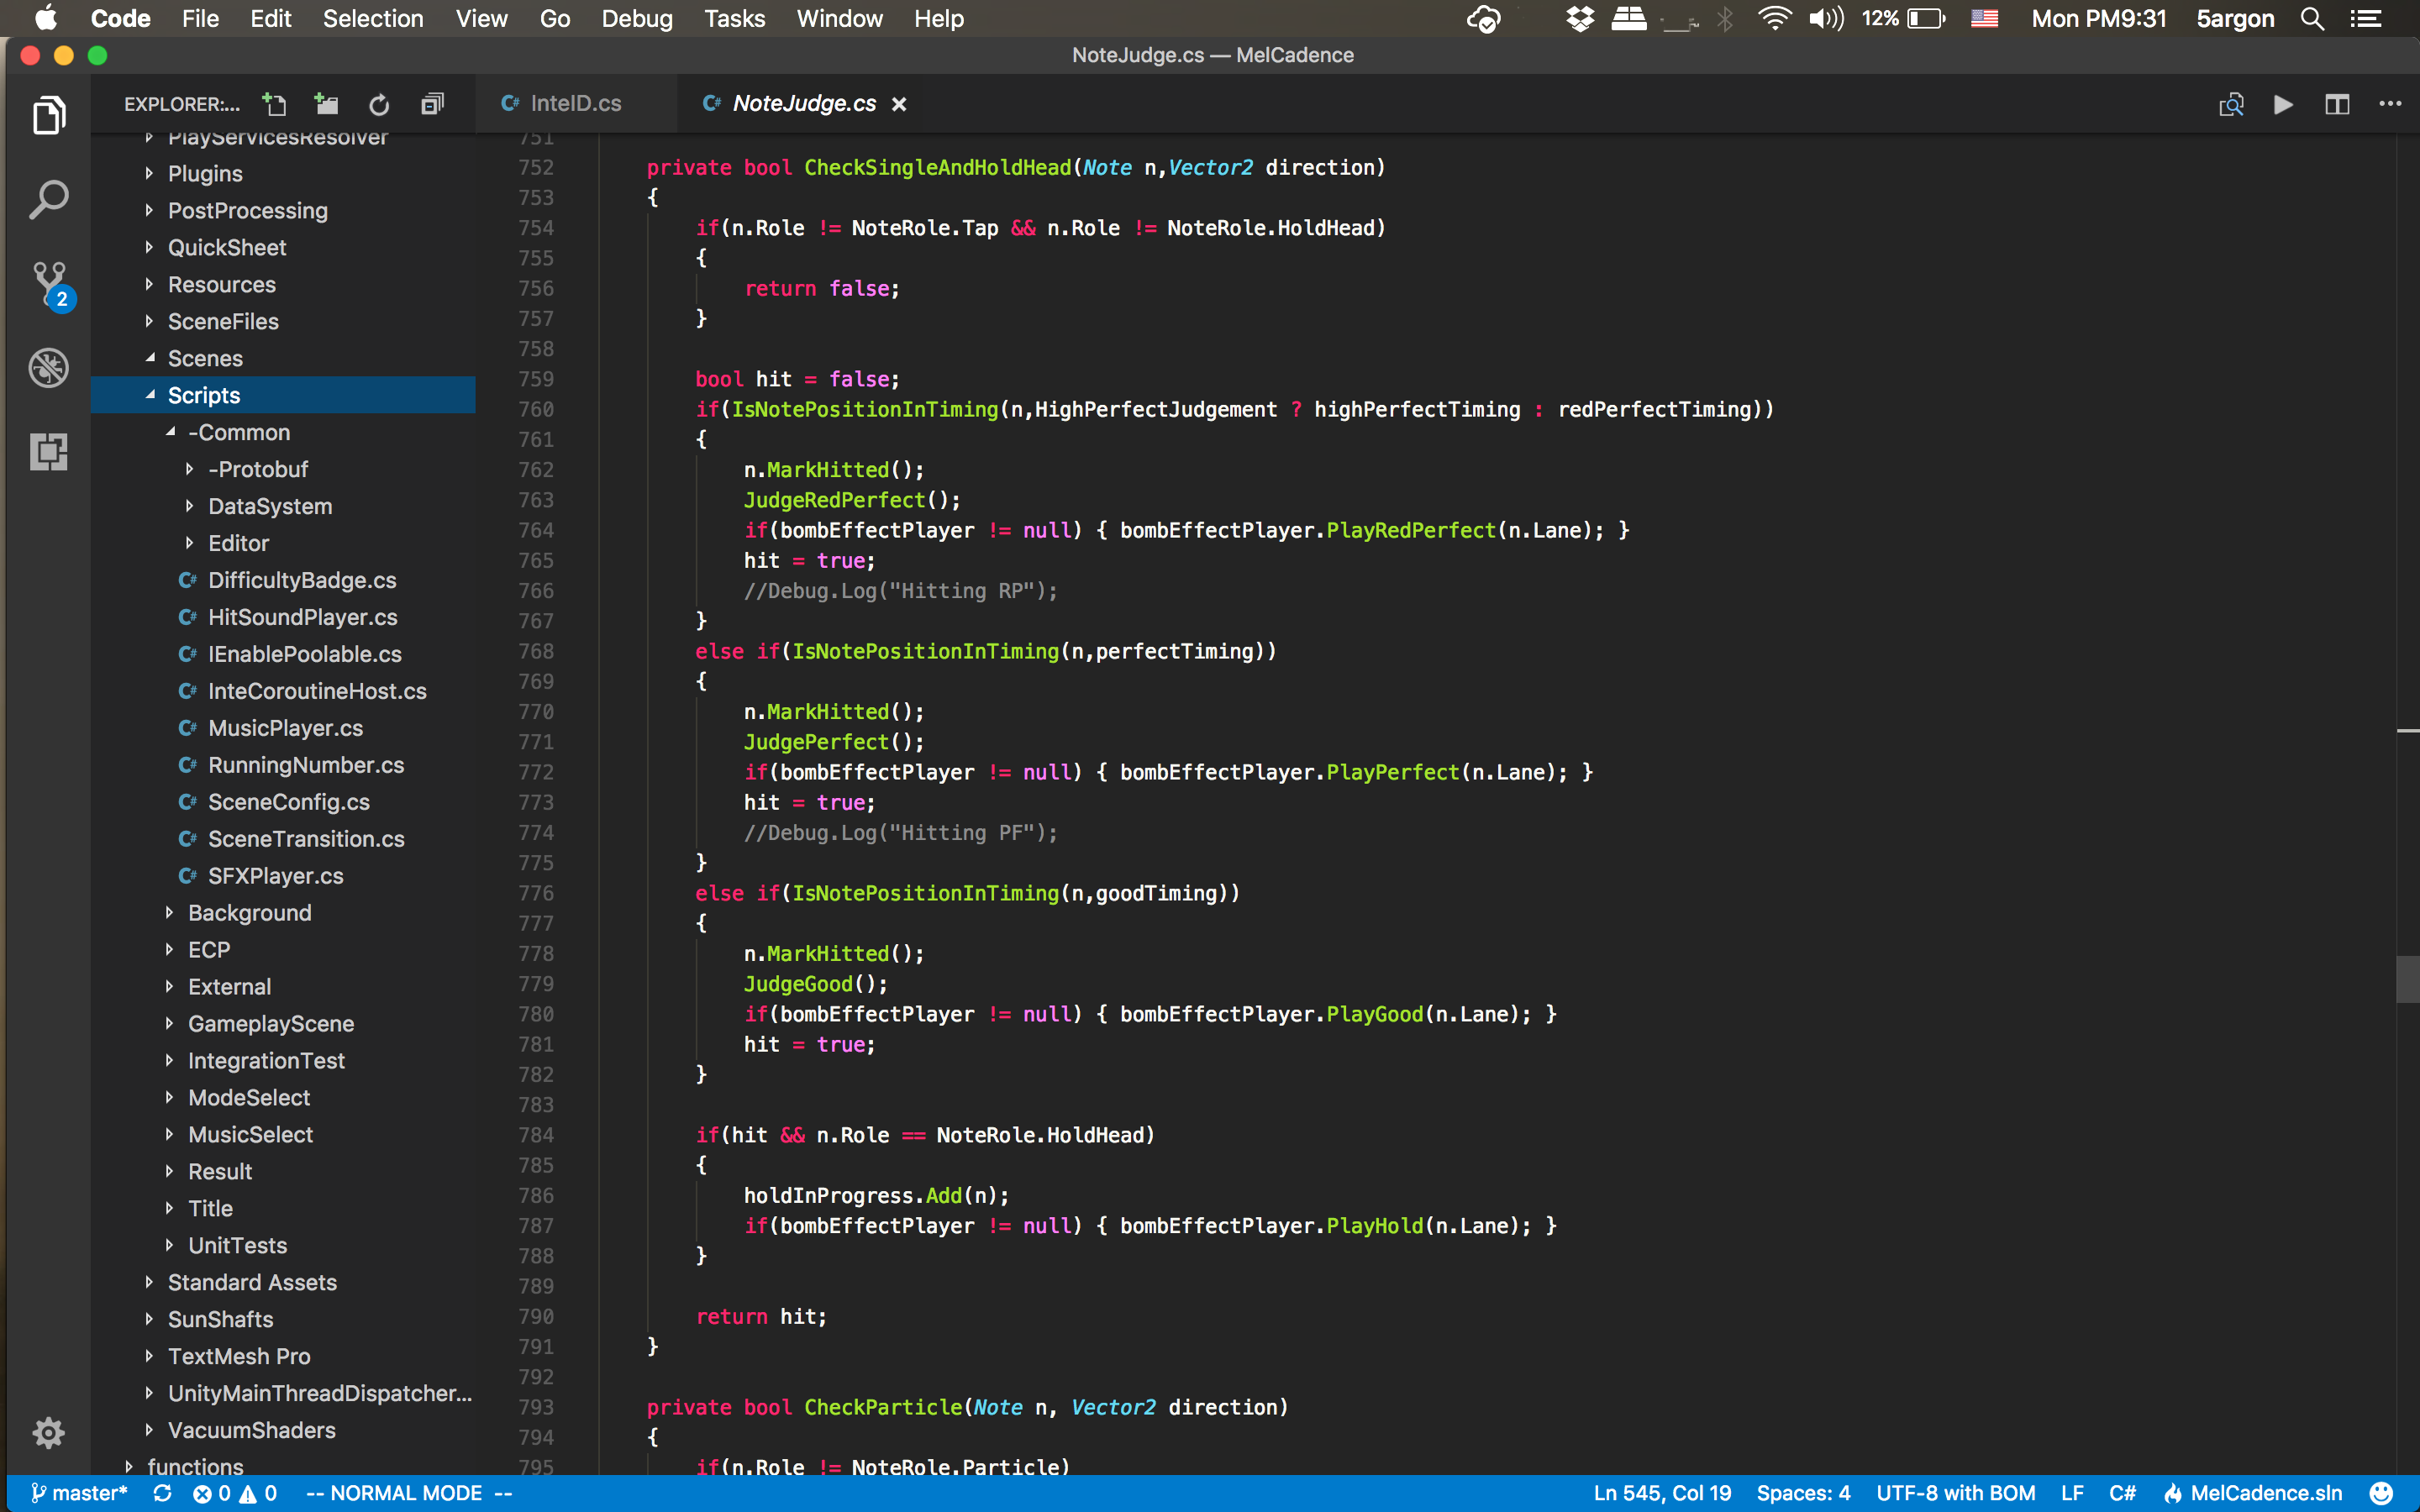 Code File Edit Selection View Go Debug Tasks Window Help 12% Mon PM9:31 5argon
NoteJudge.cs — MelCadence
EXPLORER:... C# InteID.cs C# NoteJudge.cs
PlayServicesResolver
Plugins
PostProcessing
QuickSheet
Resources
SceneFiles
Scenes
Scripts
-Common
-Protobuf
DataSystem
Editor
C# DifficultyBadge.cs
C# HitSoundPlayer.cs
C# IEnablePoolable.cs
C# InteCoroutineHost.cs
C# MusicPlayer.cs
C# RunningNumber.cs
C# SceneConfig.cs
C# SceneTransition.cs
C# SFXPlayer.cs
Background
ECP
External
GameplayScene
IntegrationTest
ModeSelect
MusicSelect
Result
Title
UnitTests
Standard Assets
SunShafts
TextMesh Pro
UnityMainThreadDispatcher...
VacuumShaders
functions
2
751
752 private bool CheckSingleAndHoldHead(Note n,Vector2 direction)
753 {
754 if(n.Role != NoteRole.Tap && n.Role != NoteRole.HoldHead)
755 {
756 return false;
757 }
758
759 bool hit = false;
760 if(IsNotePositionInTiming(n,HighPerfectJudgement ? highPerfectTiming : redPerfectTiming))
761 {
762 n.MarkHitted();
763 JudgeRedPerfect();
764 if(bombEffectPlayer != null) { bombEffectPlayer.PlayRedPerfect(n.Lane); }
765 hit = true;
766 //Debug.Log("Hitting RP");
767 }
768 else if(IsNotePositionInTiming(n,perfectTiming))
769 {
770 n.MarkHitted();
771 JudgePerfect();
772 if(bombEffectPlayer != null) { bombEffectPlayer.PlayPerfect(n.Lane); }
773 hit = true;
774 //Debug.Log("Hitting PF");
775 }
776 else if(IsNotePositionInTiming(n,goodTiming))
777 {
778 n.MarkHitted();
779 JudgeGood();
780 if(bombEffectPlayer != null) { bombEffectPlayer.PlayGood(n.Lane); }
781 hit = true;
782 }
783
784 if(hit && n.Role == NoteRole.HoldHead)
785 {
786 holdInProgress.Add(n);
787 if(bombEffectPlayer != null) { bombEffectPlayer.PlayHold(n.Lane); }
788 }
789
790 return hit;
791 }
792
793 private bool CheckParticle(Note n, Vector2 direction)
794 {
795 if(n.Role != NoteRole.Particle)
master* 0 0 -- NORMAL MODE -- Ln 545, Col 19 Spaces: 4 UTF-8 with BOM LF C# MelCadence.sln